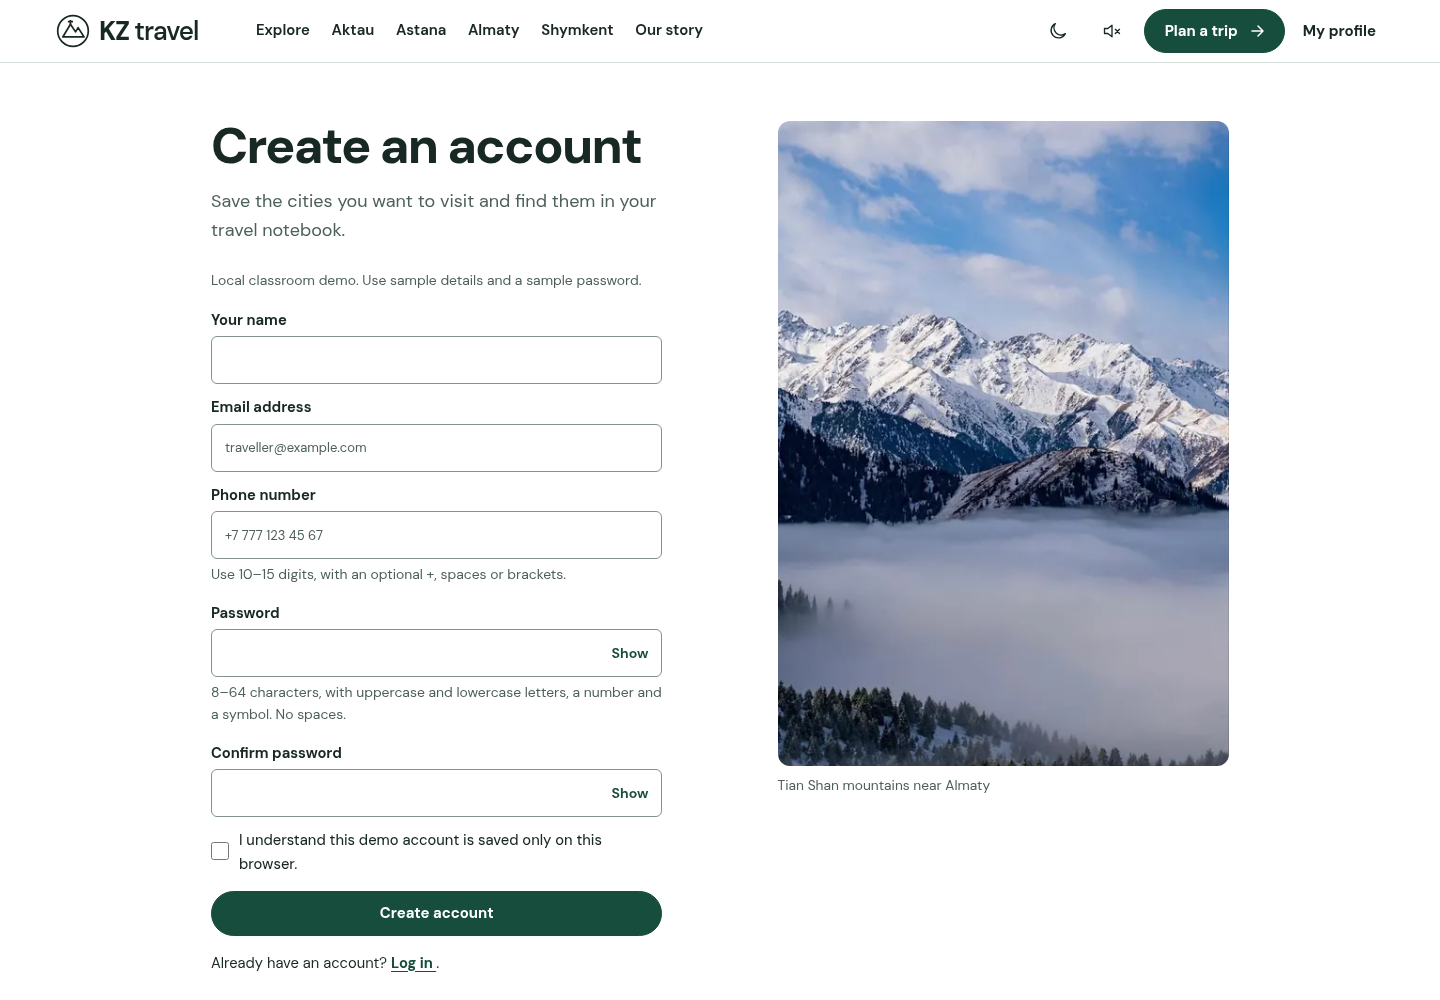 KZ travel
Explore Aktau Astana Almaty Shymkent Our story
Plan a trip
My profile
Create an account
Save the cities you want to visit and find them in your
travel notebook.
Local classroom demo. Use sample details and a sample password.
Your name
Email address
traveller@example.com
Phone number
+7 777 123 45 67
Use 10–15 digits, with an optional +, spaces or brackets.
Password
Show
8–64 characters, with uppercase and lowercase letters, a number and
a symbol. No spaces.
Confirm password
Show
I understand this demo account is saved only on this
browser.
Create account
Already have an account? Log in .
Tian Shan mountains near Almaty